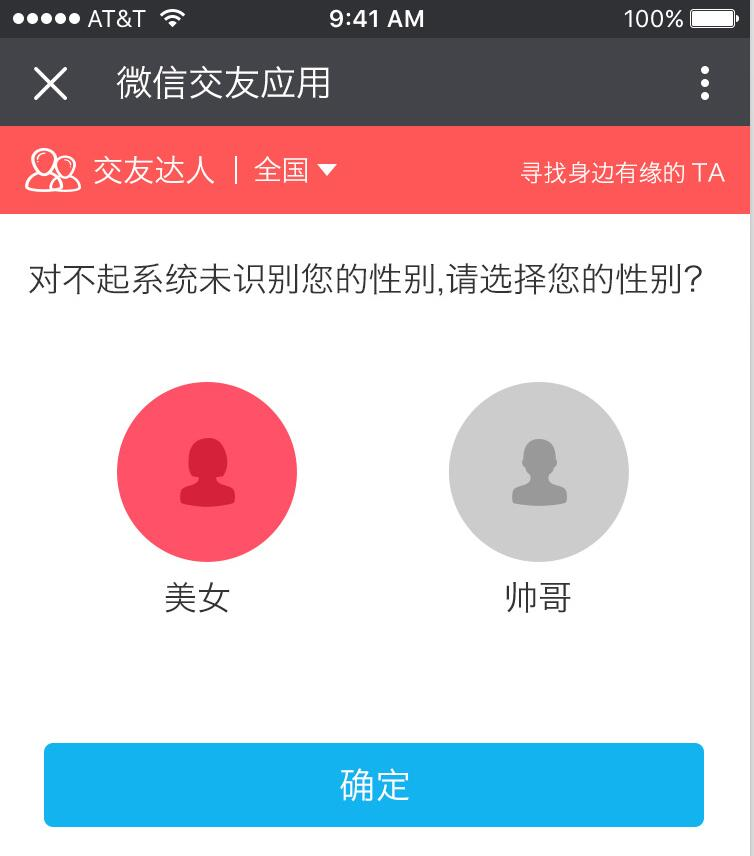 AT&T 9:41 AM 100%
微信交友应用
交友达人 | 全国 寻找身边有缘的 TA
对不起系统未识别您的性别,请选择您的性别?
美女 帅哥
确定